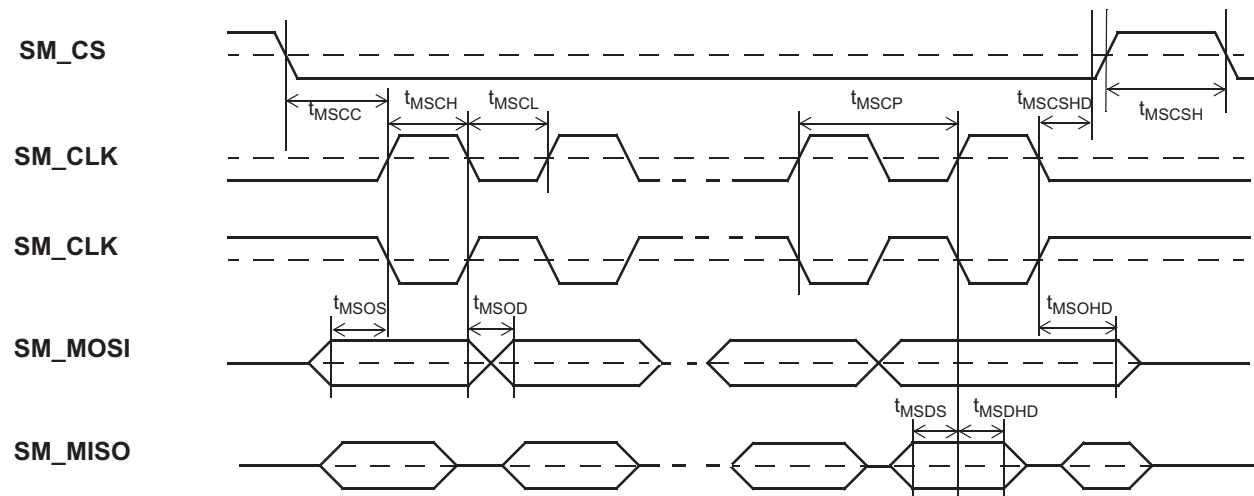 SM_CS
tMSCC
tMSCH
tMSCL
tMSCP
tMSCSHD
tMSCSH
SM_CLK
SM_CLK
tMSOS
tMSOD
tMSOHD
SM_MOSI
tMSDS
tMSDHD
SM_MISO